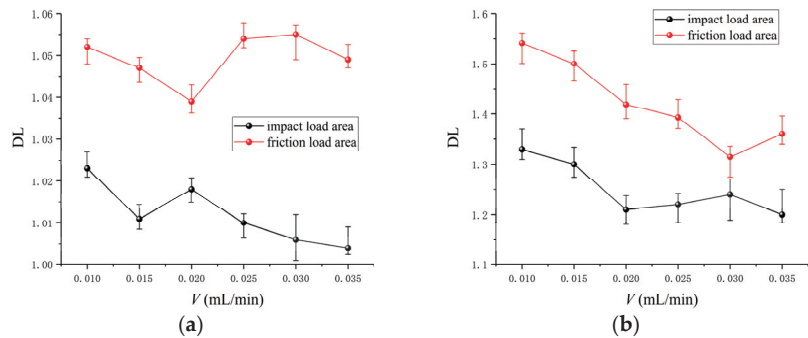 1.06
1.05
1.04
1.03
1.02
1.01
1.00
DL
impact load area
friction load area
0.010 0.015 0.020 0.025 0.030 0.035
V (mL/min)
(a)
1.6
1.6
1.4
1.3
1.2
1.1
DL
impact load area
friction load area
0.010 0.015 0.020 0.025 0.030 0.035
V (mL/min)
(b)